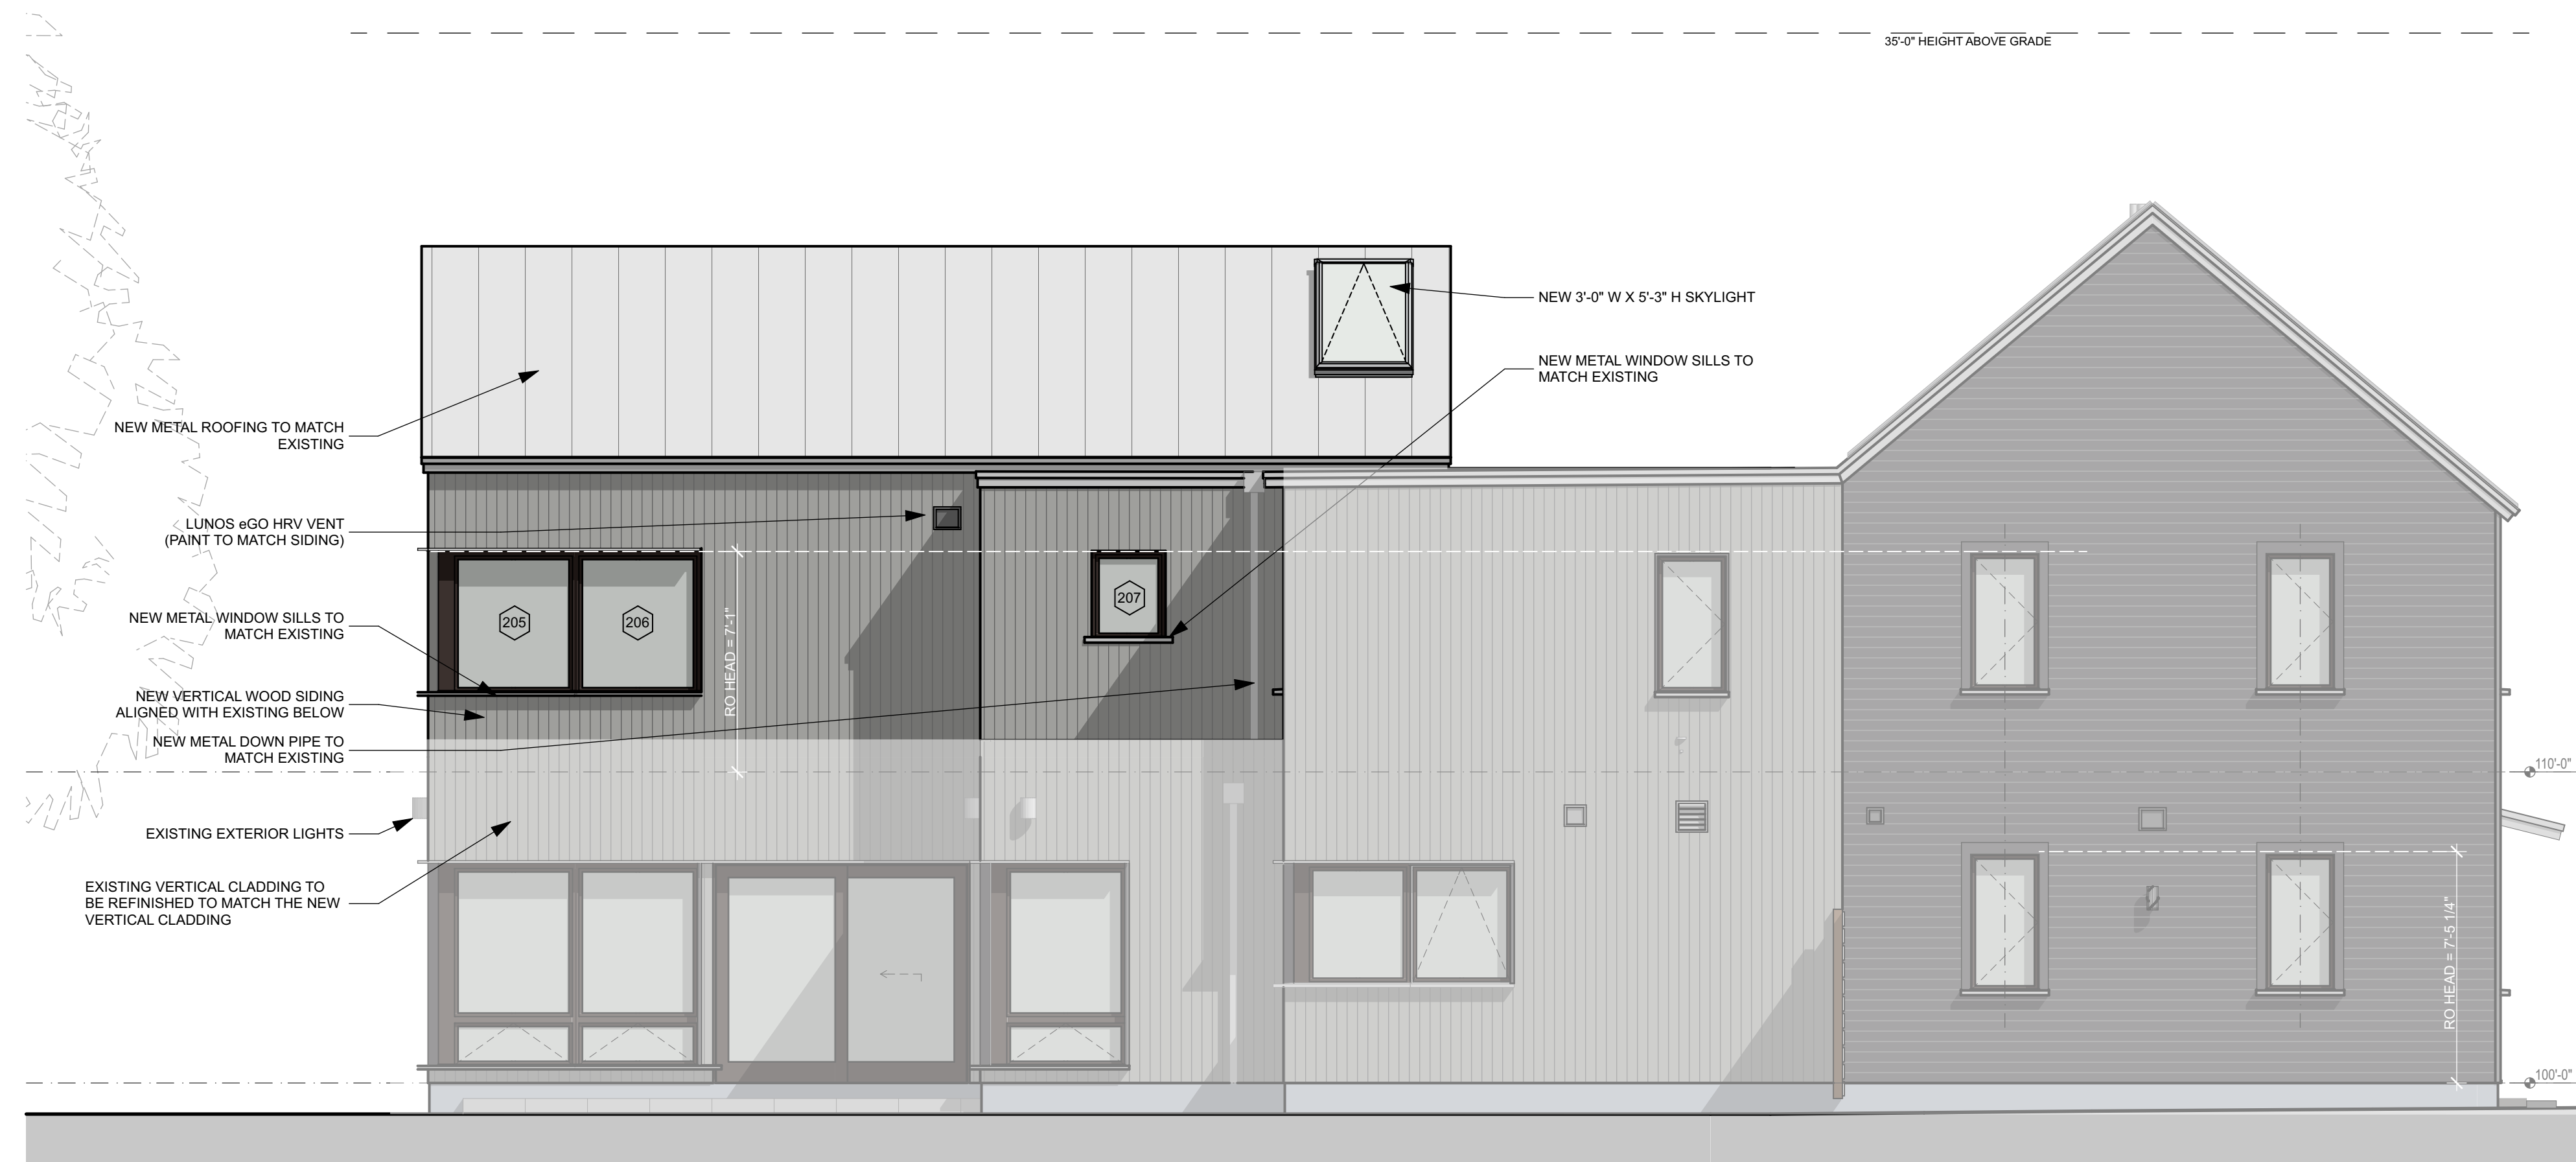 35'-0" HEIGHT ABOVE GRADE
NEW 3'-0" W X 5'-3" H SKYLIGHT
NEW METAL WINDOW SILLS TO
MATCH EXISTING
NEW METAL ROOFING TO MATCH
EXISTING
LUNOS eGO HRV VENT
(PAINT TO MATCH SIDING)
205
206
207
NEW METAL WINDOW SILLS TO
MATCH EXISTING
RO HEAD = 7'-1"
NEW VERTICAL WOOD SIDING
ALIGNED WITH EXISTING BELOW
NEW METAL DOWN PIPE TO
MATCH EXISTING
110'-0"
EXISTING EXTERIOR LIGHTS
EXISTING VERTICAL CLADDING TO
BE REFINISHED TO MATCH THE NEW
VERTICAL CLADDING
RO HEAD = 7'-5 1/4"
100'-0"